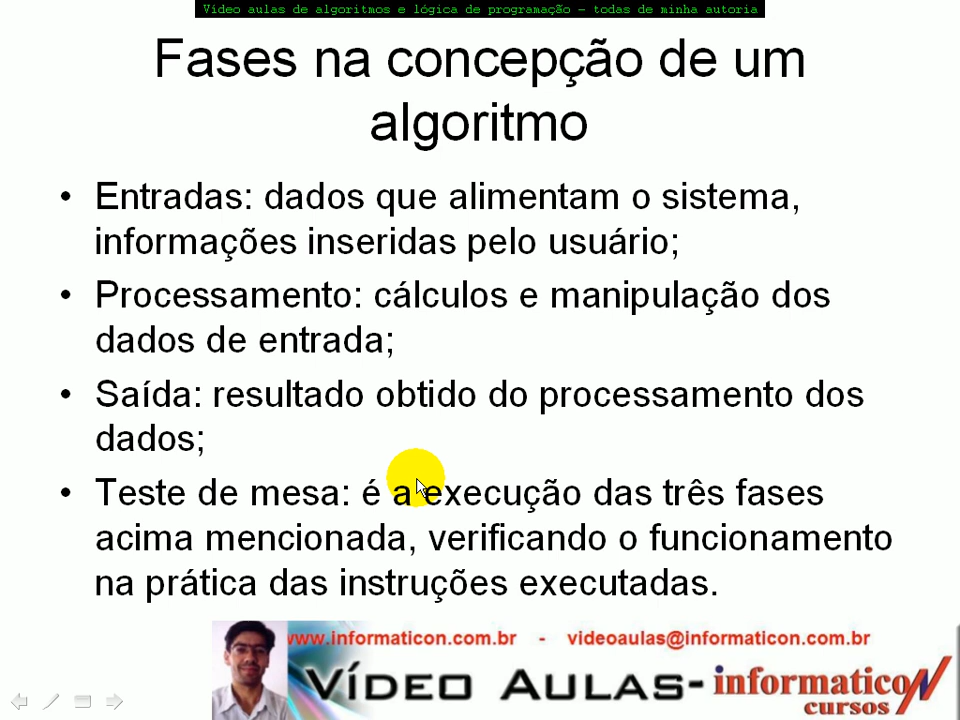 Vídeo aulas de algoritmos e lógica de programação - todas de minha autoria
Fases na concepção de um
algoritmo
• Entradas: dados que alimentam o sistema,
informações inseridas pelo usuário;
• Processamento: cálculos e manipulação dos
dados de entrada;
• Saída: resultado obtido do processamento dos
dados;
• Teste de mesa: é a execução das três fases
acima mencionada, verificando o funcionamento
na prática das instruções executadas.
www.informaticon.com.br - videoaulas@informaticon.com.br
VÍDEO AULAS- informaticon
cursos